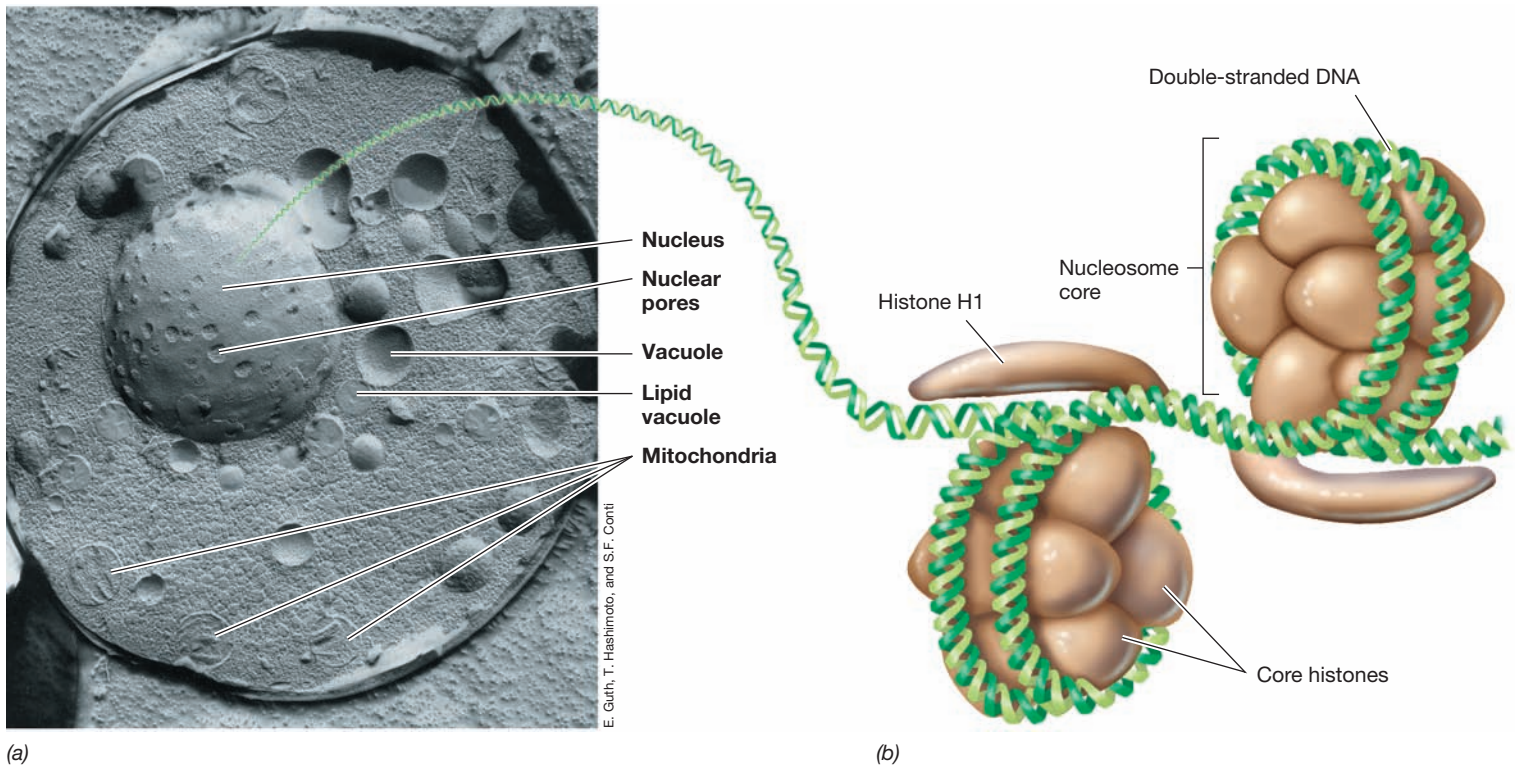 Nucleus
Nuclear
pores
Vacuole
Lipid
vacuole
Mitochondria
E. Guth, T. Hashimoto, and S.F. Conti
(a)
Double-stranded DNA
Nucleosome
core
Histone H1
Core histones
(b)